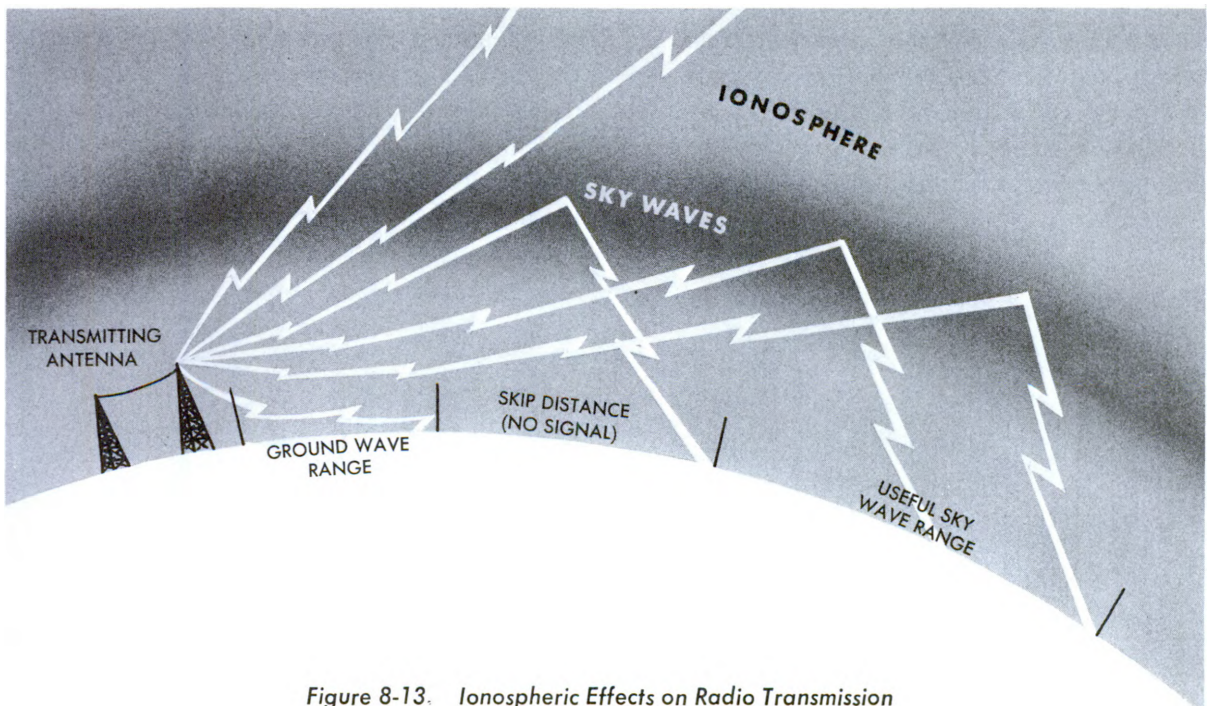 IONOSPHERE
SKY WAVES
TRANSMITTING
ANTENNA
SKIP DISTANCE
(NO SIGNAL)
GROUND WAVE
RANGE
USEFUL SKY
WAVE RANGE
Figure 8-13. Ionospheric Effects on Radio Transmission